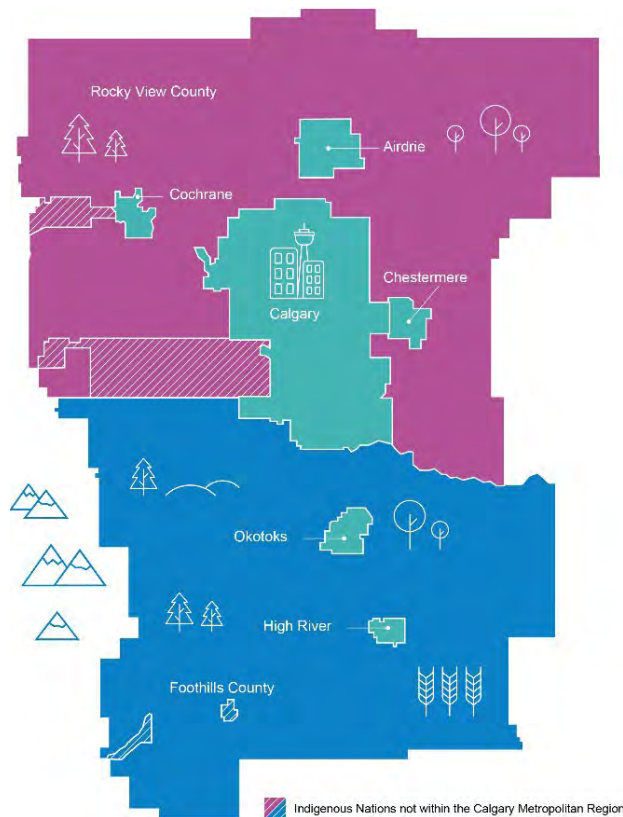 Rocky View County
Airdrie
Cochrane
Chestermere
Calgary
Okotoks
High River
Foothills County
Indigenous Nations not within the Calgary Metropolitan Region